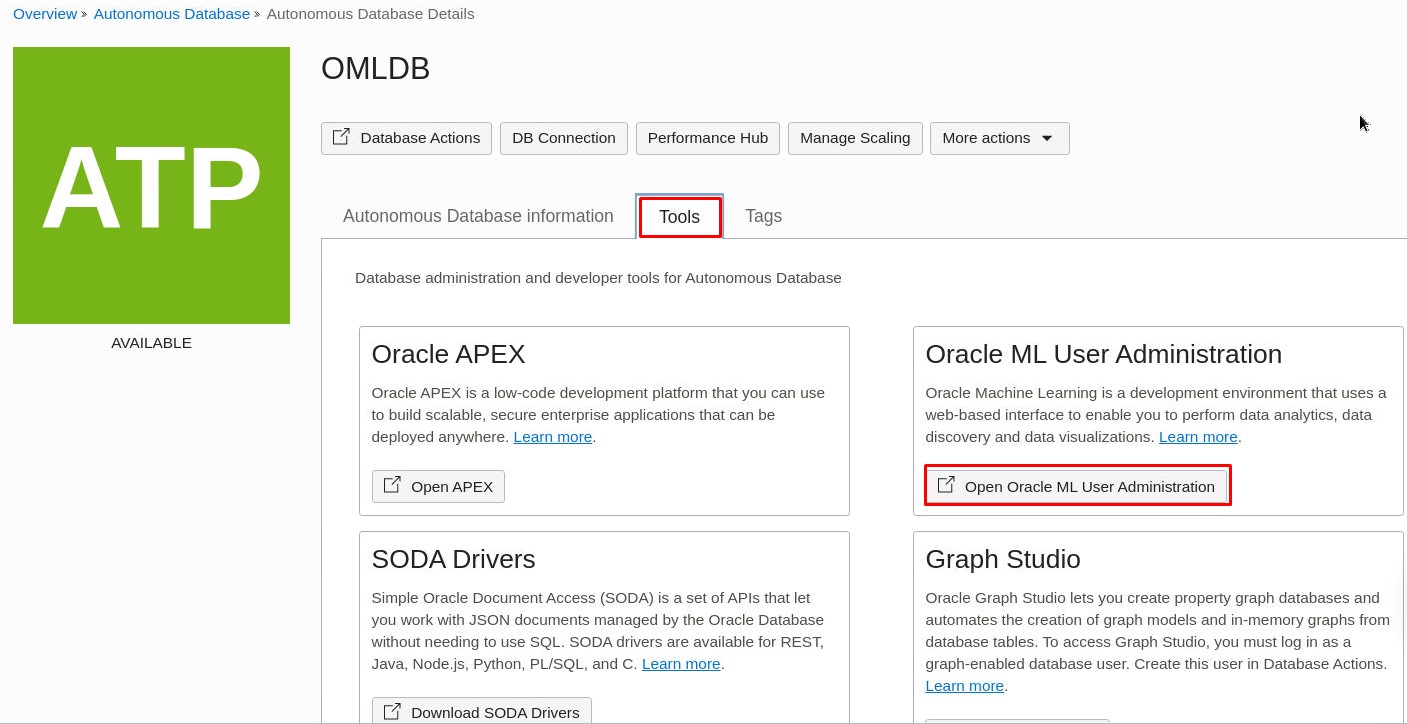 Overview » Autonomous Database » Autonomous Database Details
ATP
AVAILABLE
OMLDB
Database Actions
DB Connection
Performance Hub
Manage Scaling
More actions
Autonomous Database information
Tools
Tags
Database administration and developer tools for Autonomous Database
Oracle APEX
Oracle APEX is a low-code development platform that you can use
to build scalable, secure enterprise applications that can be
deployed anywhere. Learn more.
Open APEX
Oracle ML User Administration
Oracle Machine Learning is a development environment that uses a
web-based interface to enable you to perform data analytics, data
discovery and data visualizations. Learn more.
Open Oracle ML User Administration
SODA Drivers
Simple Oracle Document Access (SODA) is a set of APIs that let
you work with JSON documents managed by the Oracle Database
without needing to use SQL. SODA drivers are available for REST,
Java, Node.js, Python, PL/SQL, and C. Learn more.
Download SODA Drivers
Graph Studio
Oracle Graph Studio lets you create property graph databases and
automates the creation of graph models and in-memory graphs from
database tables. To access Graph Studio, you must log in as a
graph-enabled database user. Create this user in Database Actions.
Learn more.